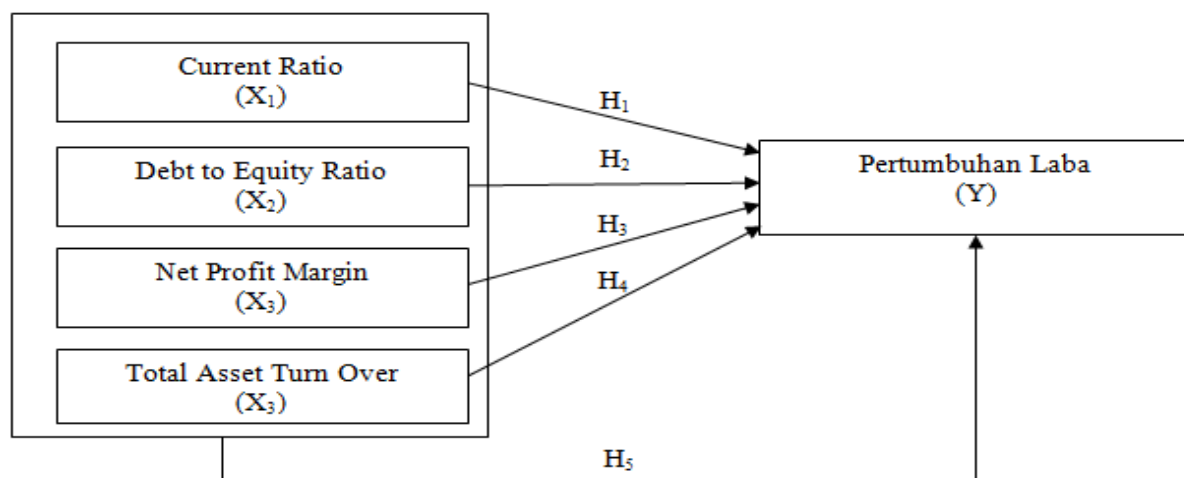 Current Ratio
(X₁)
H₁
Debt to Equity Ratio
(X₂)
H₂
Pertumbuhan Laba
(Y)
Net Profit Margin
(X₃)
H₃
H₄
Total Asset Turn Over
(X₃)
H₅